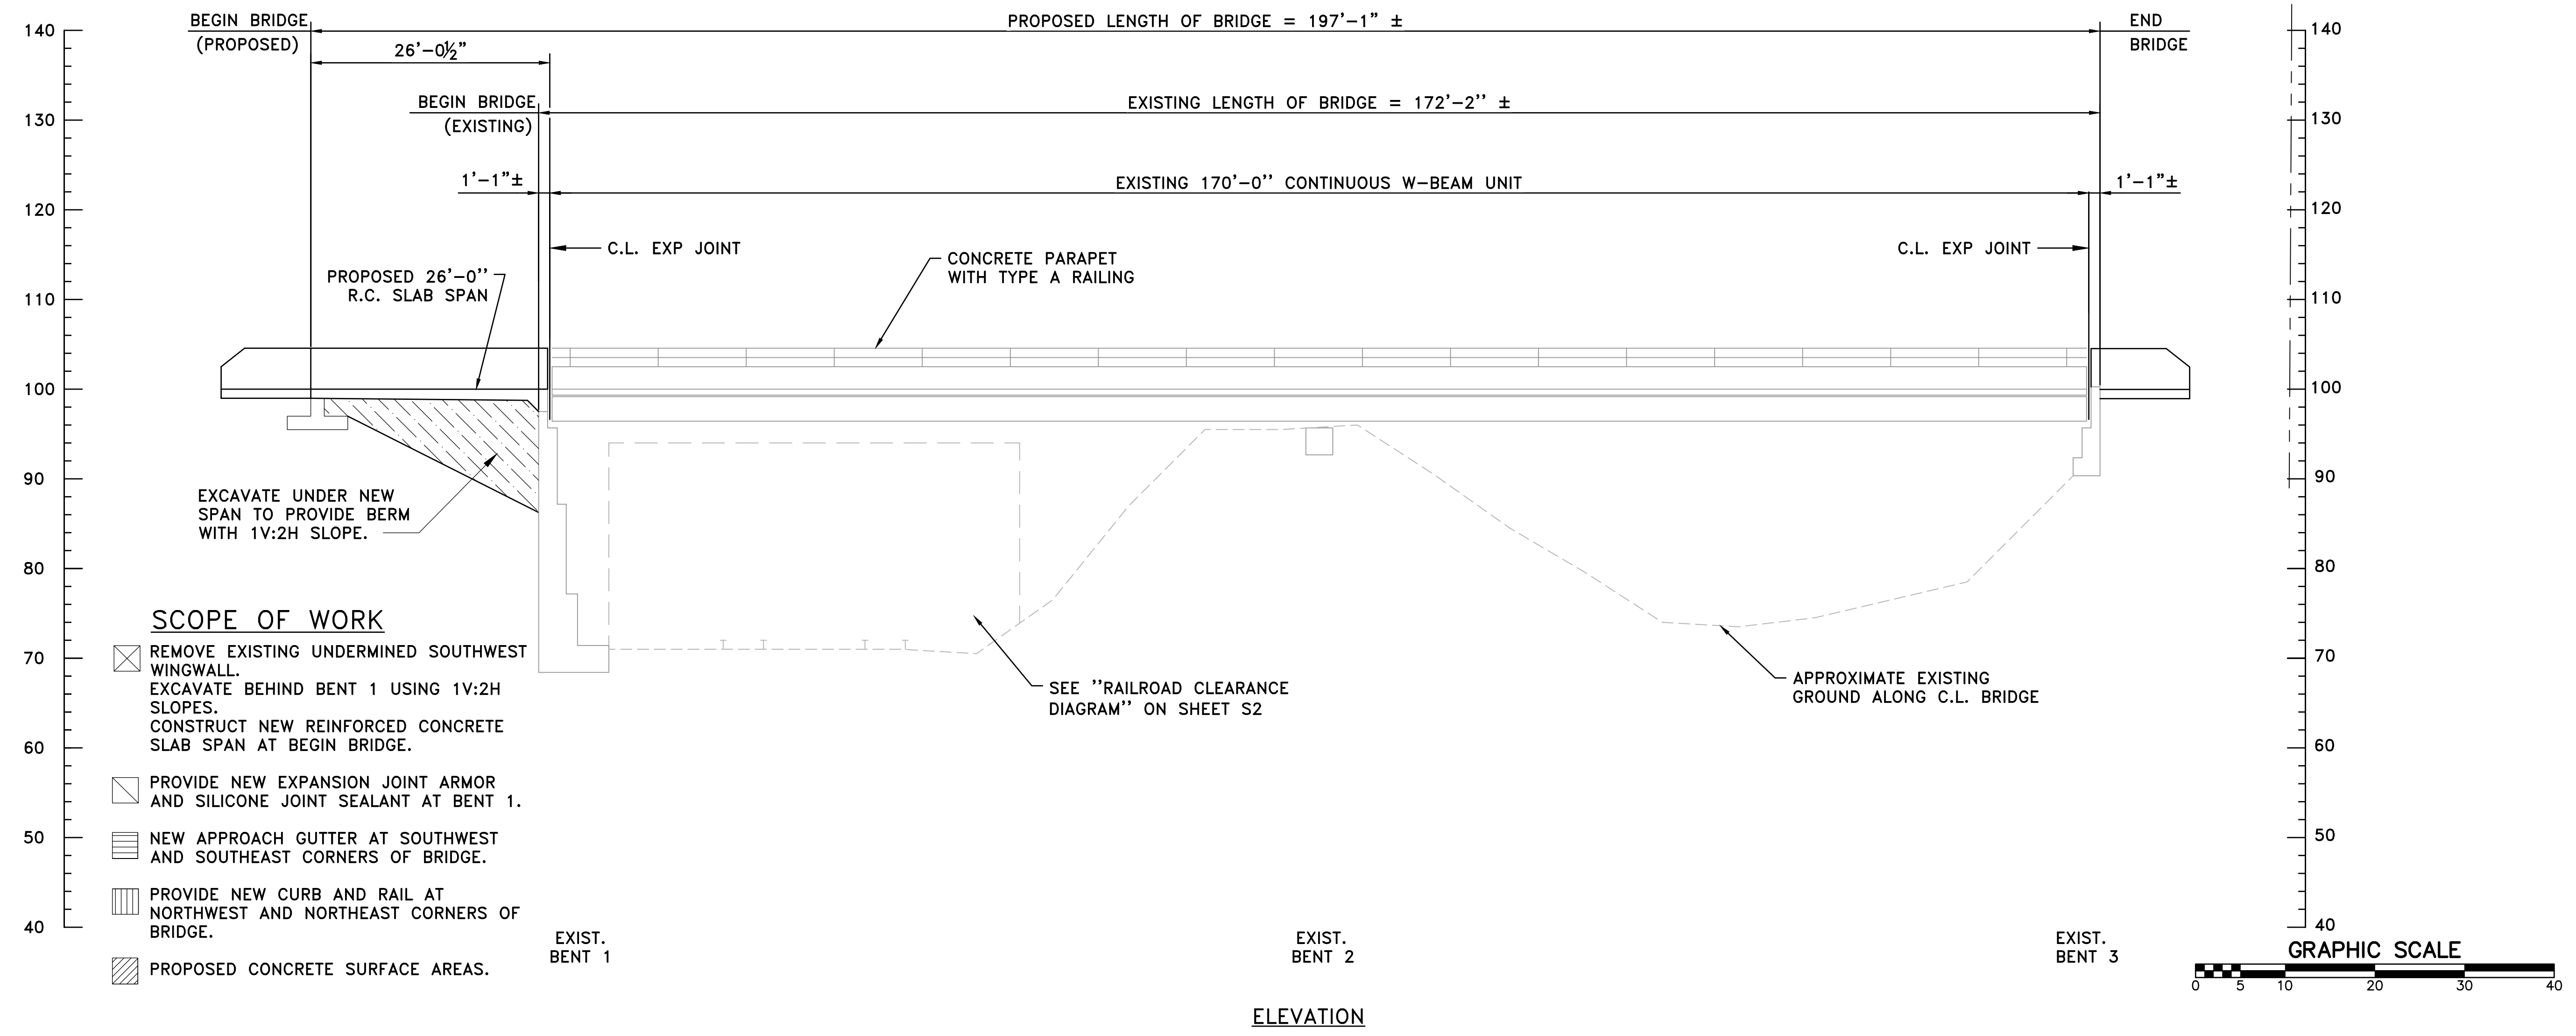 BEGIN BRIDGE
(PROPOSED)
PROPOSED LENGTH OF BRIDGE = 197'-1" ±
END
BRIDGE
26'-0½"
BEGIN BRIDGE
(EXISTING)
EXISTING LENGTH OF BRIDGE = 172'-2'' ±
1'-1"±
EXISTING 170'-0'' CONTINUOUS W-BEAM UNIT
1'-1"±
C.L. EXP JOINT
C.L. EXP JOINT
CONCRETE PARAPET
WITH TYPE A RAILING
PROPOSED 26'-0''
R.C. SLAB SPAN
EXCAVATE UNDER NEW
SPAN TO PROVIDE BERM
WITH 1V:2H SLOPE.
SEE ''RAILROAD CLEARANCE
DIAGRAM'' ON SHEET S2
APPROXIMATE EXISTING
GROUND ALONG C.L. BRIDGE
140
130
120
110
100
90
80
70
60
50
40
140
130
120
110
100
90
80
70
60
50
40
SCOPE OF WORK
REMOVE EXISTING UNDERMINED SOUTHWEST
WINGWALL.
EXCAVATE BEHIND BENT 1 USING 1V:2H
SLOPES.
CONSTRUCT NEW REINFORCED CONCRETE
SLAB SPAN AT BEGIN BRIDGE.
PROVIDE NEW EXPANSION JOINT ARMOR
AND SILICONE JOINT SEALANT AT BENT 1.
NEW APPROACH GUTTER AT SOUTHWEST
AND SOUTHEAST CORNERS OF BRIDGE.
PROVIDE NEW CURB AND RAIL AT
NORTHWEST AND NORTHEAST CORNERS OF
BRIDGE.
PROPOSED CONCRETE SURFACE AREAS.
EXIST.
BENT 1
EXIST.
BENT 2
EXIST.
BENT 3
GRAPHIC SCALE
0 5 10 20 30 40
ELEVATION